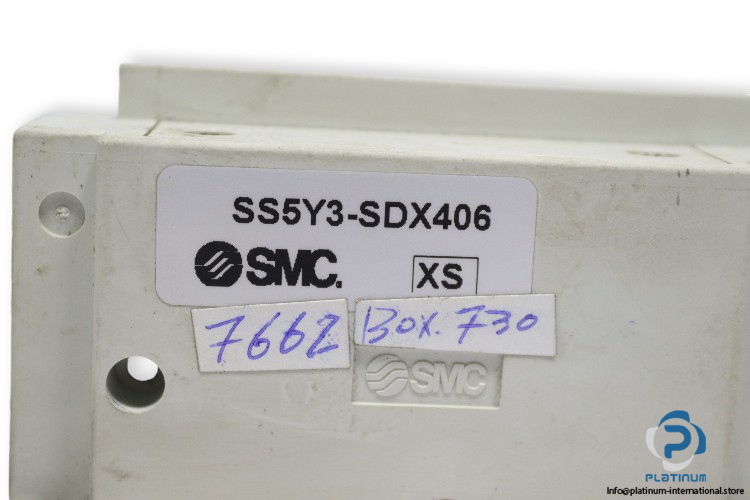 SS5Y3-SDX406
SMC.
XS
7662
Box. 730
SMC
PLATINUM
Info@platinum-international.store